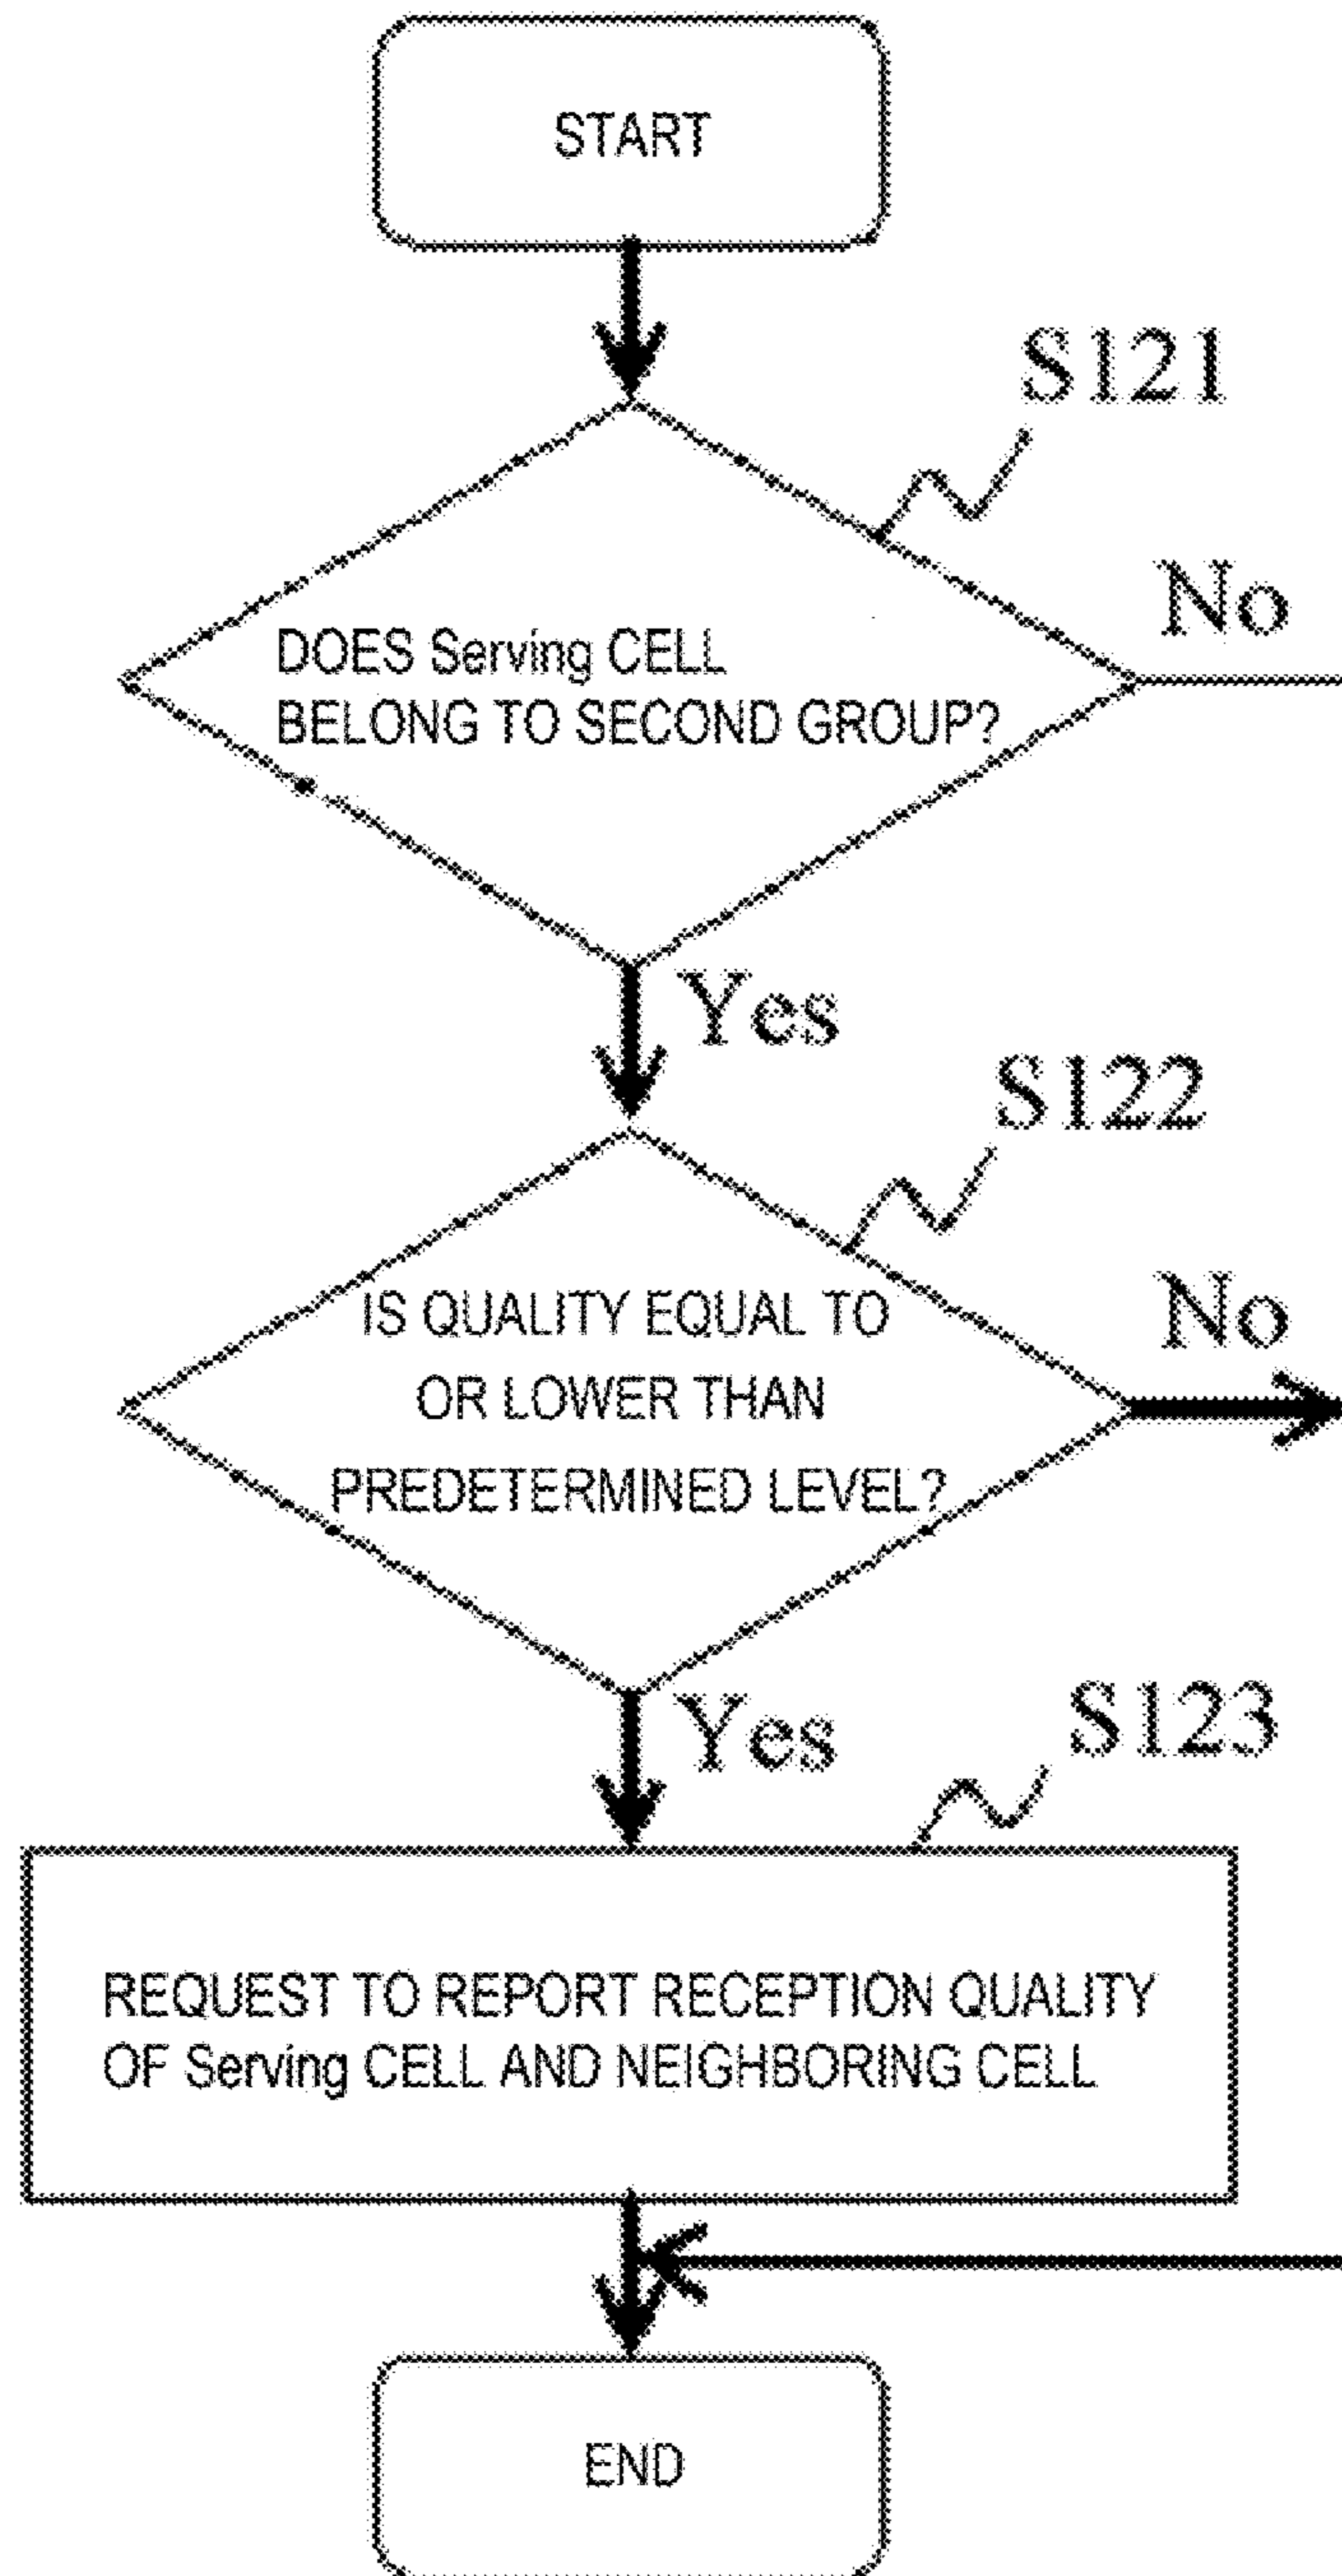 START
S121
No
DOES Serving CELL
BELONG TO SECOND GROUP?
Yes
S122
No
IS QUALITY EQUAL TO
OR LOWER THAN
PREDETERMINED LEVEL?
Yes
S123
REQUEST TO REPORT RECEPTION QUALITY
OF Serving CELL AND NEIGHBORING CELL
END